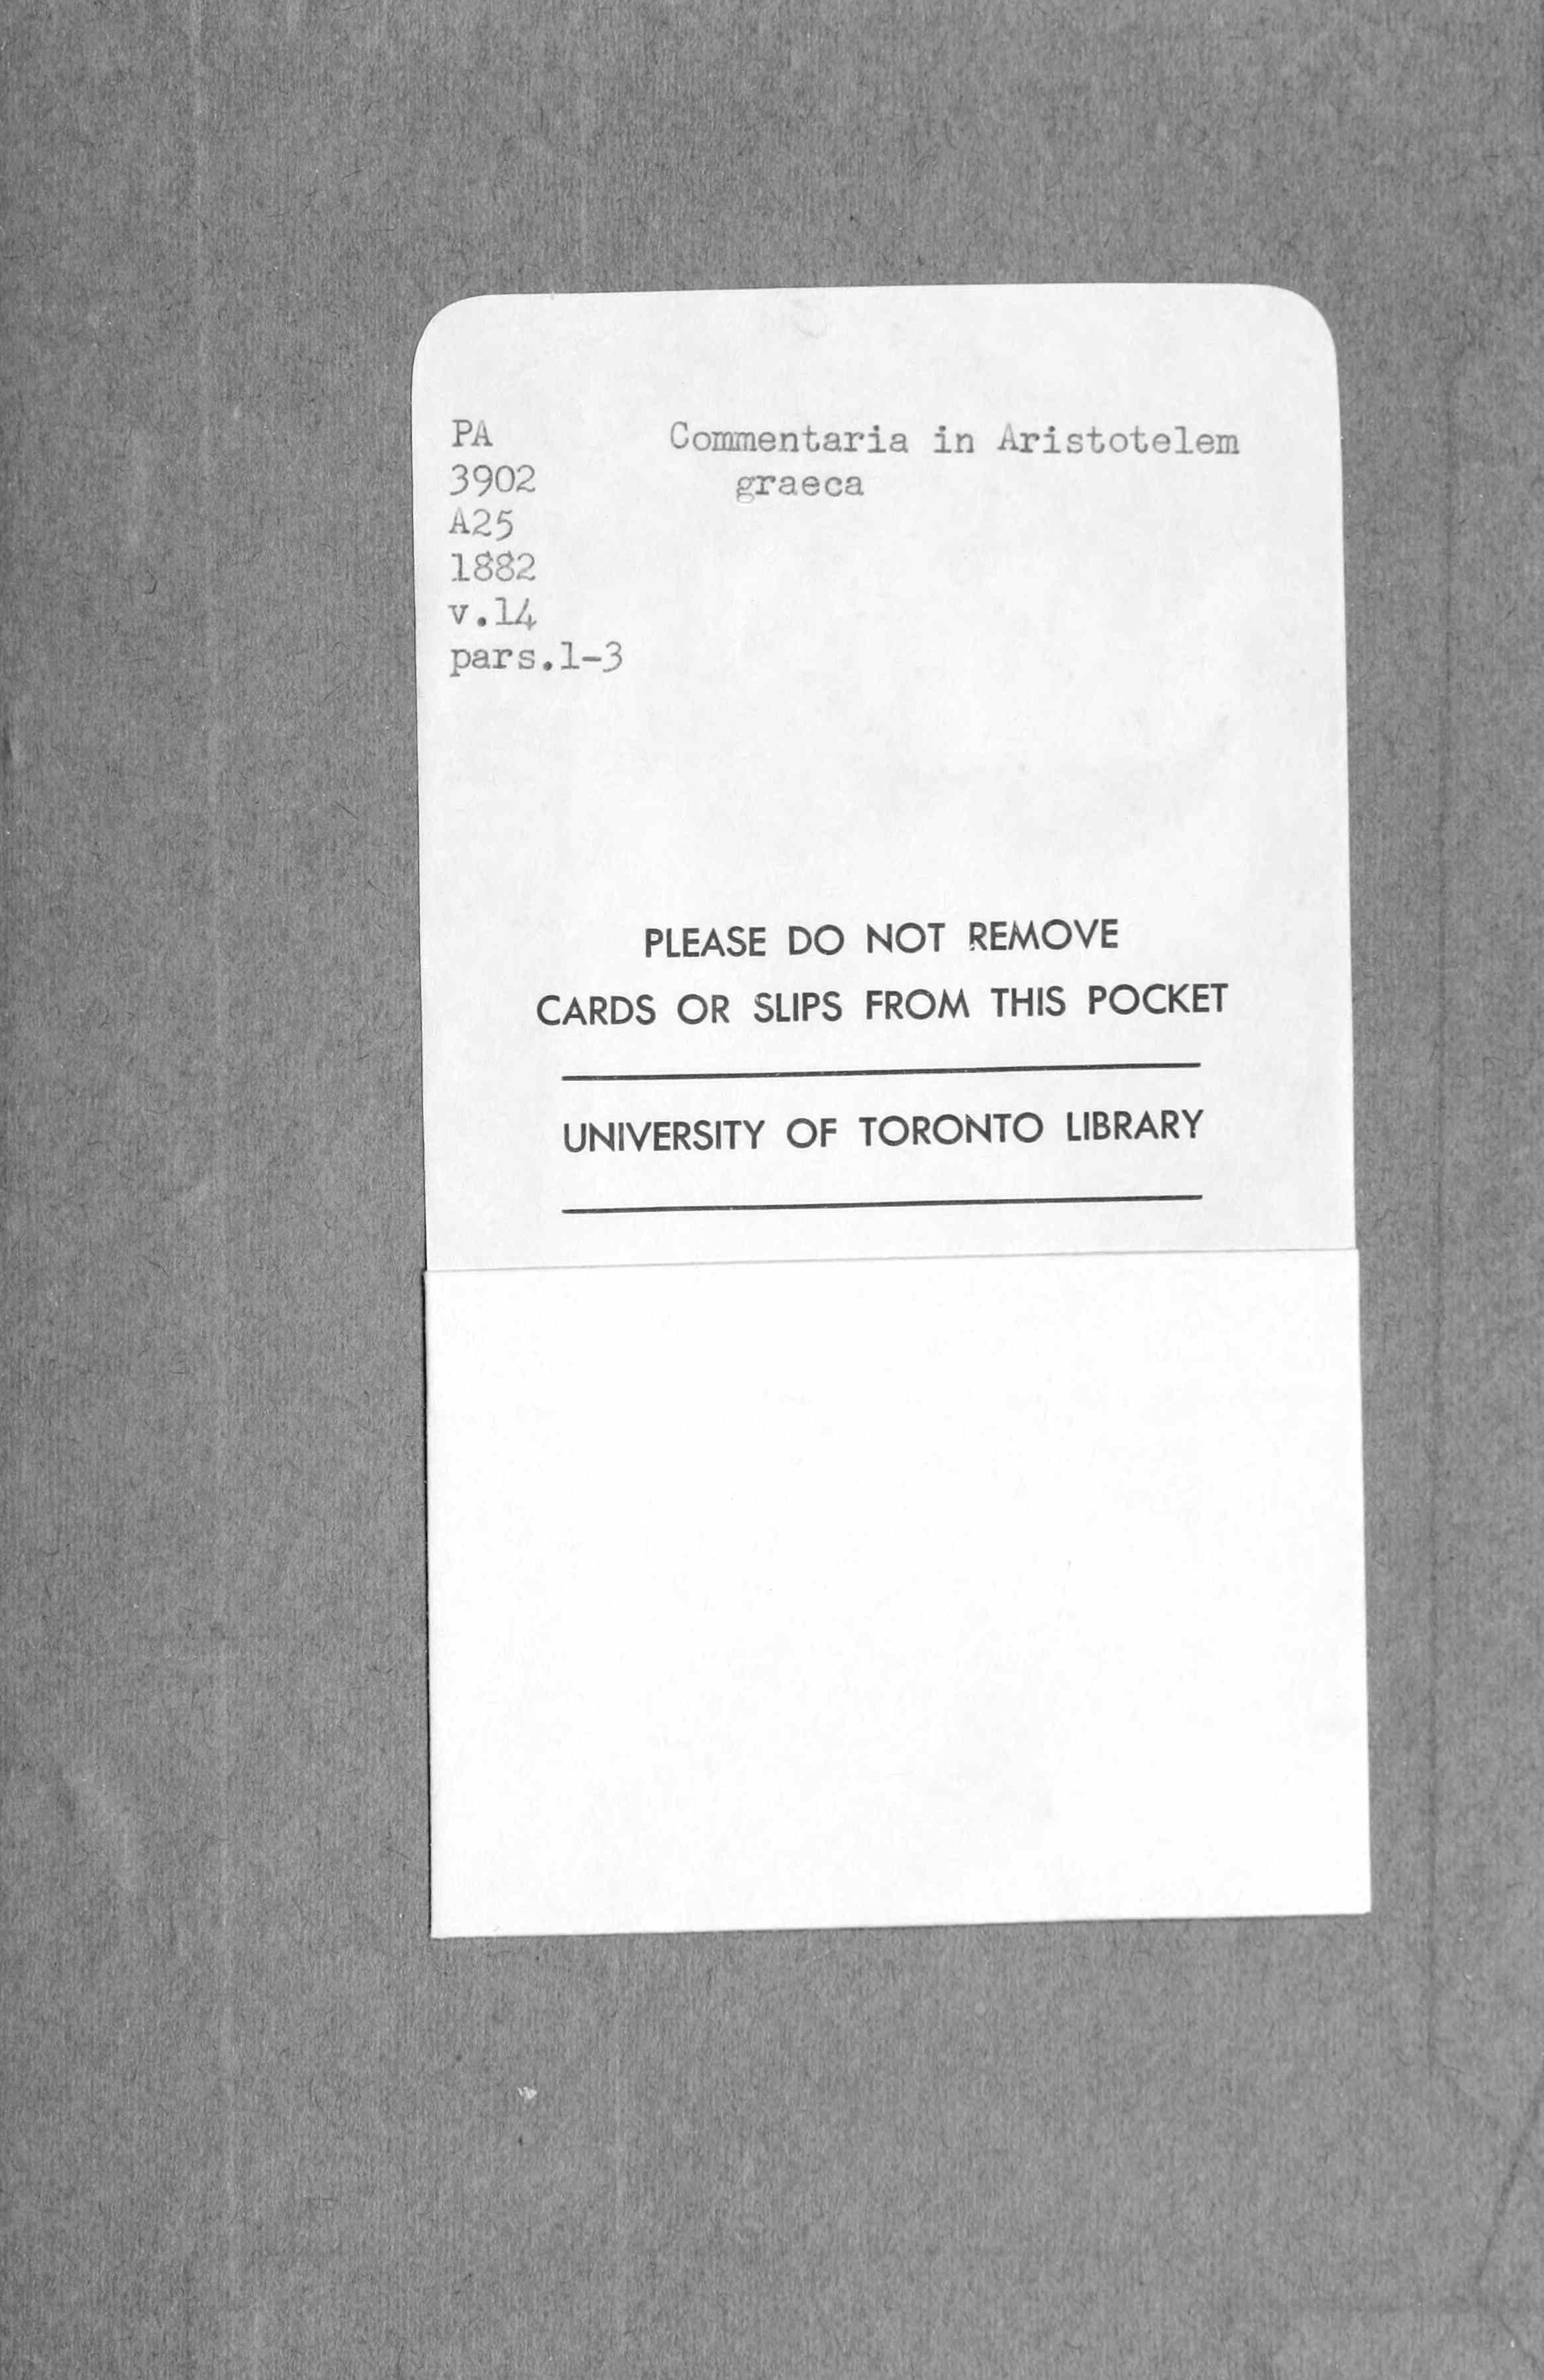 PA
3902
A25
1882
v.14
pars.1-3
Commentaria in Aristotelem
graeca
PLEASE DO NOT REMOVE
CARDS OR SLIPS FROM THIS POCKET
UNIVERSITY OF TORONTO LIBRARY